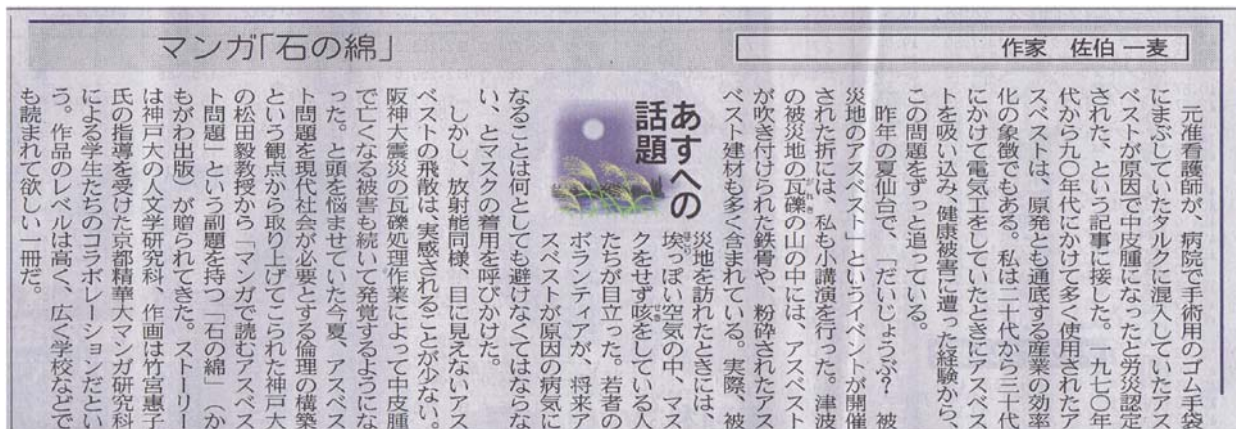 マンガ「石の綿」
作家 佐伯 一麦
あすへの
話題
元准看護師が、病院で手術用のゴム手袋
にまぶしていたタルクに混入していたアス
ベストが原因で中皮腫になったと労災認定
された、という記事に接した。一九七〇年
代から九〇年代にかけて多く使用されたア
スベストは、原発とも通底する産業の効率
化の象徴でもある。私は二十代から三十代
にかけて電気工をしていたときにアスベス
トを吸い込み、健康被害に遭った経験から、
この問題をずっと追っている。
昨年の夏仙台で、「だいじょうぶ? 被
災地のアスベスト」というイベントが開催
された折には、私も小講演を行った。津波
の被災地の瓦礫の山の中には、アスベスト
が吹き付けられた鉄骨や、粉砕されたアス
ベスト建材も多く含まれている。実際、被
災地を訪れたときには、
埃っぽい空気の中、マス
クをせず咳をしている人
たちが目立った。若者の
ボランティアが、将来ア
スベストが原因の病気に
なることは何としても避けなくてはならな
い、とマスクの着用を呼びかけた。
しかし、放射能同様、目に見えないアス
ベストの飛散は、実感されることが少ない。
阪神大震災の瓦礫処理作業によって中皮腫
で亡くなる被害も続いて発覚するようにな
った。と頭を悩ませていた今夏、アスベス
ト問題を現代社会が必要とする倫理の構築
という観点から取り上げてこられた神戸大
の松田毅教授から「マンガで読むアスベス
ト問題」という副題を持つ「石の綿」(か
もがわ出版)が贈られてきた。ストーリー
は神戸大の人文学研究科、作画は竹宮惠子
氏の指導を受けた京都精華大マンガ研究科
による学生たちのコラボレーションだとい
う。作品のレベルは高く、広く学校などで
も読まれて欲しい一冊だ。